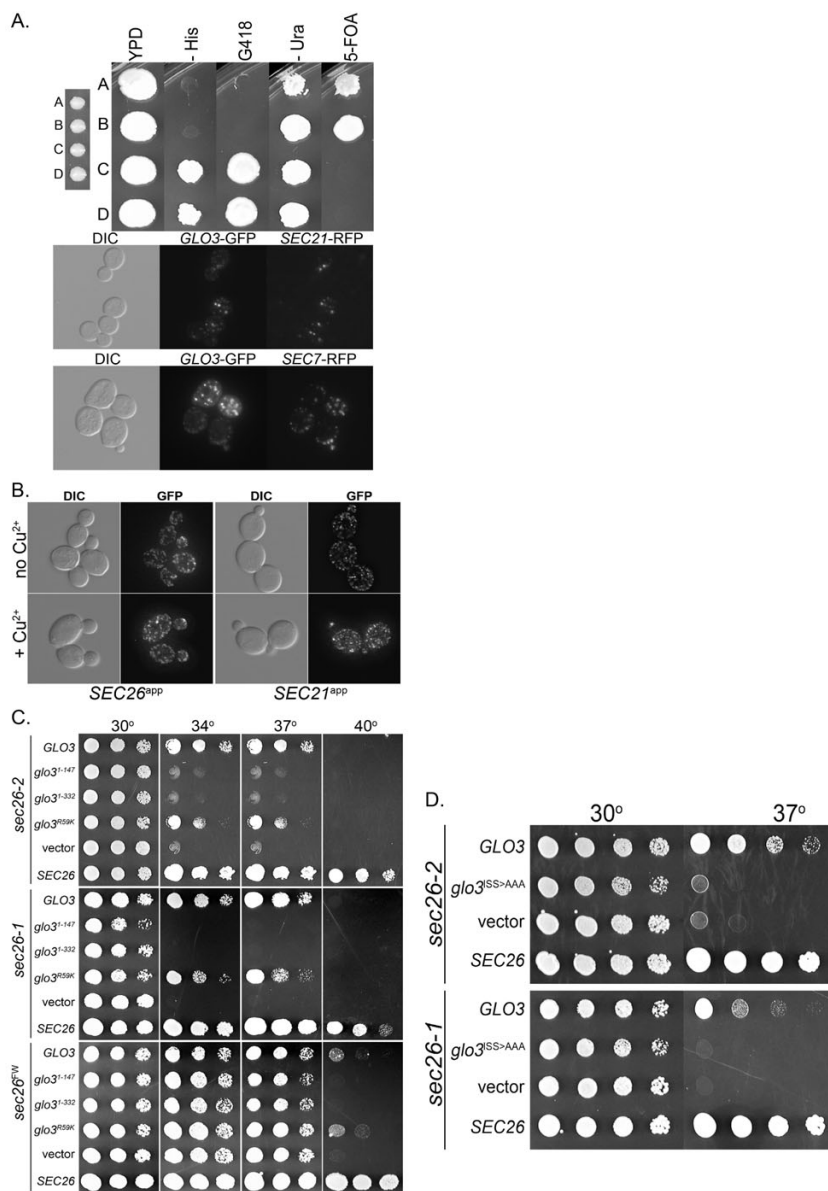 A.
YPD - His G418 - Ura 5-FOA
A A
B B
C C
D D
DIC GLO3-GFP SEC21-RFP
DIC GLO3-GFP SEC7-RFP
B.
DIC GFP DIC GFP
no Cu²⁺
+ Cu²⁺
SEC26ᵃᵖᵖ SEC21ᵃᵖᵖ
C.
30° 34° 37° 40°
sec26-2
GLO3
glo3¹⁻¹⁴⁷
glo3¹⁻³³²
glo3ᴿ⁵⁹ᴷ
vector
SEC26
sec26-1
GLO3
glo3¹⁻¹⁴⁷
glo3¹⁻³³²
glo3ᴿ⁵⁹ᴷ
vector
SEC26
sec26ᶠᵂ
GLO3
glo3¹⁻¹⁴⁷
glo3¹⁻³³²
glo3ᴿ⁵⁹ᴷ
vector
SEC26
D.
30° 37°
sec26-2
GLO3
glo3ISS>AAA
vector
SEC26
sec26-1
GLO3
glo3ISS>AAA
vector
SEC26